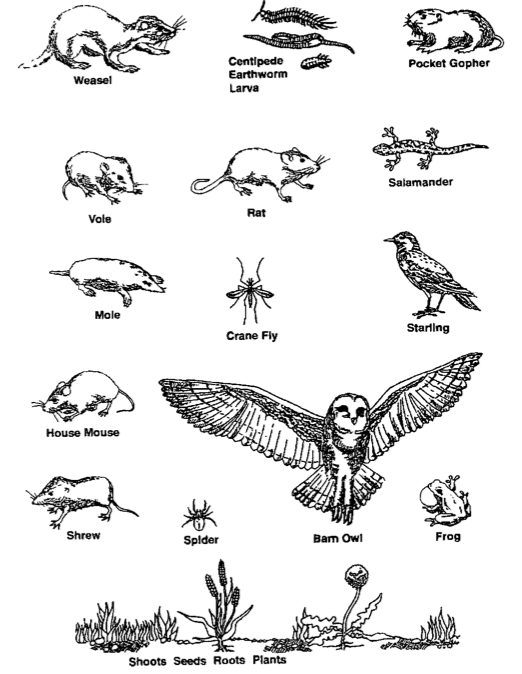 Weasel
Centipede
Earthworm
Larva
Pocket Gopher
Vole
Rat
Salamander
Mole
Crane Fly
Starling
House Mouse
Shrew
Spider
Barn Owl
Frog
Shoots Seeds Roots Plants